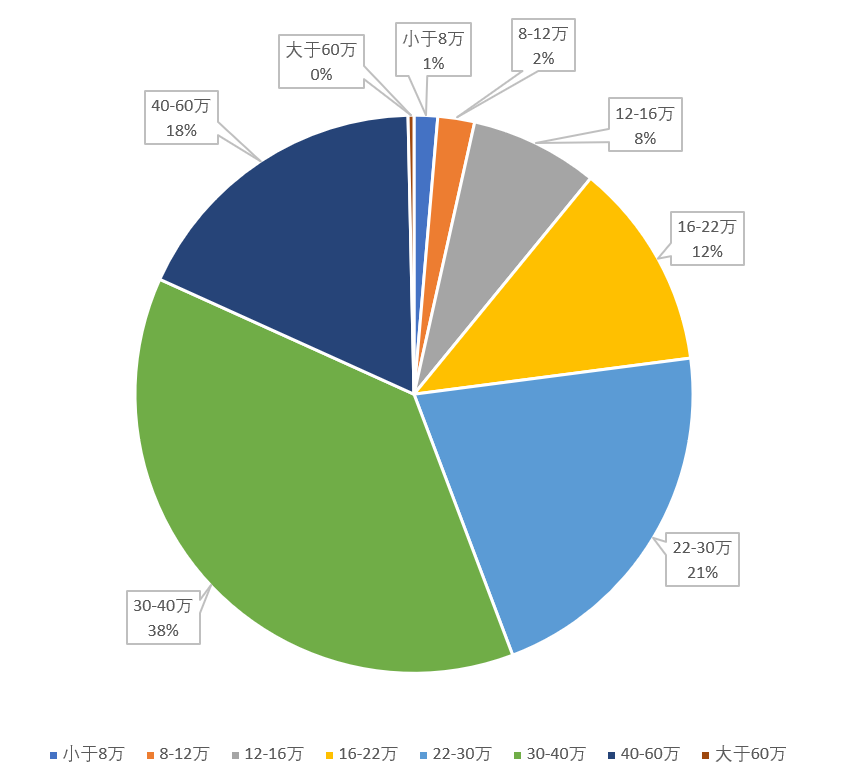 小于8万
1%
8-12万
2%
大于60万
0%
40-60万
18%
12-16万
8%
16-22万
12%
22-30万
21%
30-40万
38%
小于8万 8-12万 12-16万 16-22万 22-30万 30-40万 40-60万 大于60万